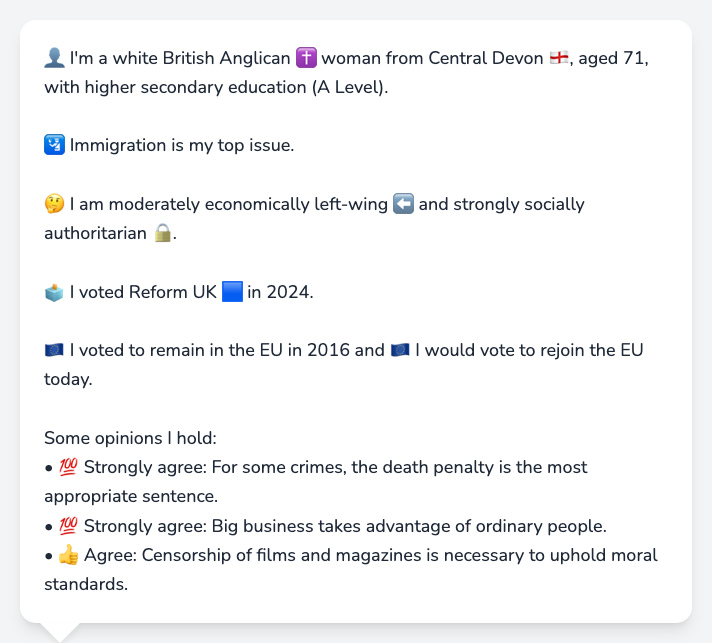 👤 I'm a white British Anglican ✝️ woman from Central Devon 🏴󠁧󠁢󠁥󠁮󠁧󠁿, aged 71,
with higher secondary education (A Level).
🛂 Immigration is my top issue.
🤔 I am moderately economically left-wing ⬅️ and strongly socially
authoritarian 🔒.
🗳️ I voted Reform UK 🟦 in 2024.
🇪🇺 I voted to remain in the EU in 2016 and 🇪🇺 I would vote to rejoin the EU
today.
Some opinions I hold:
• 💯 Strongly agree: For some crimes, the death penalty is the most
appropriate sentence.
• 💯 Strongly agree: Big business takes advantage of ordinary people.
• 👍 Agree: Censorship of films and magazines is necessary to uphold moral
standards.